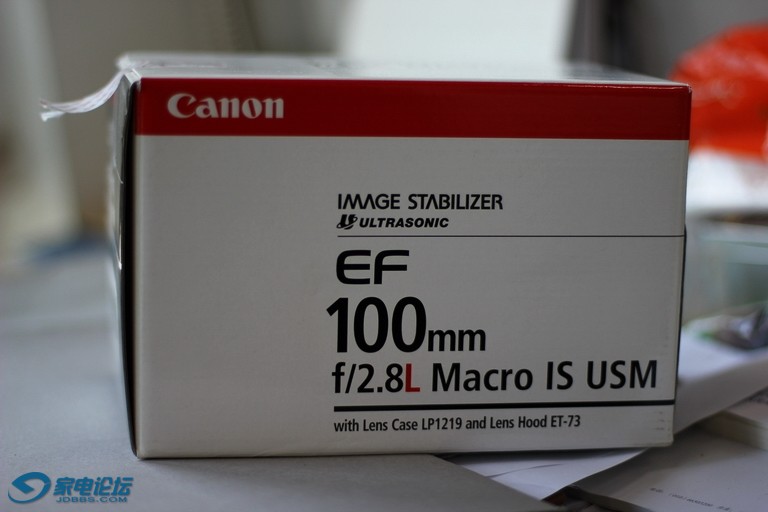 Canon
IMAGE STABILIZER
ULTRASONIC
EF
100mm
f/2.8L Macro IS USM
with Lens Case LP1219 and Lens Hood ET-73
家电论坛
JDBBS.COM